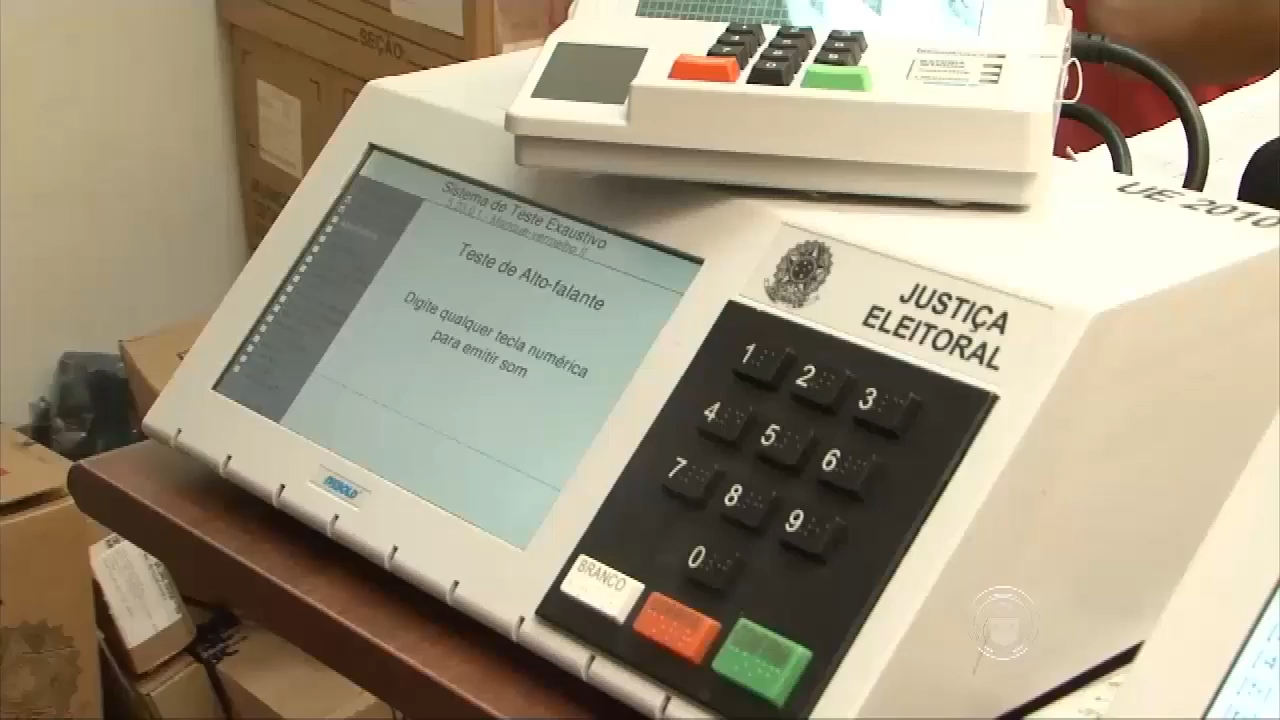 SEÇÃO
UE 2010
Sistema de Teste Exaustivo
Teste de Alto-falante
Digite qualquer tecla numérica
para emitir som
DIEBOLD
JUSTIÇA
ELEITORAL
1 2 3
4 5 6
7 8 9
0
BRANCO